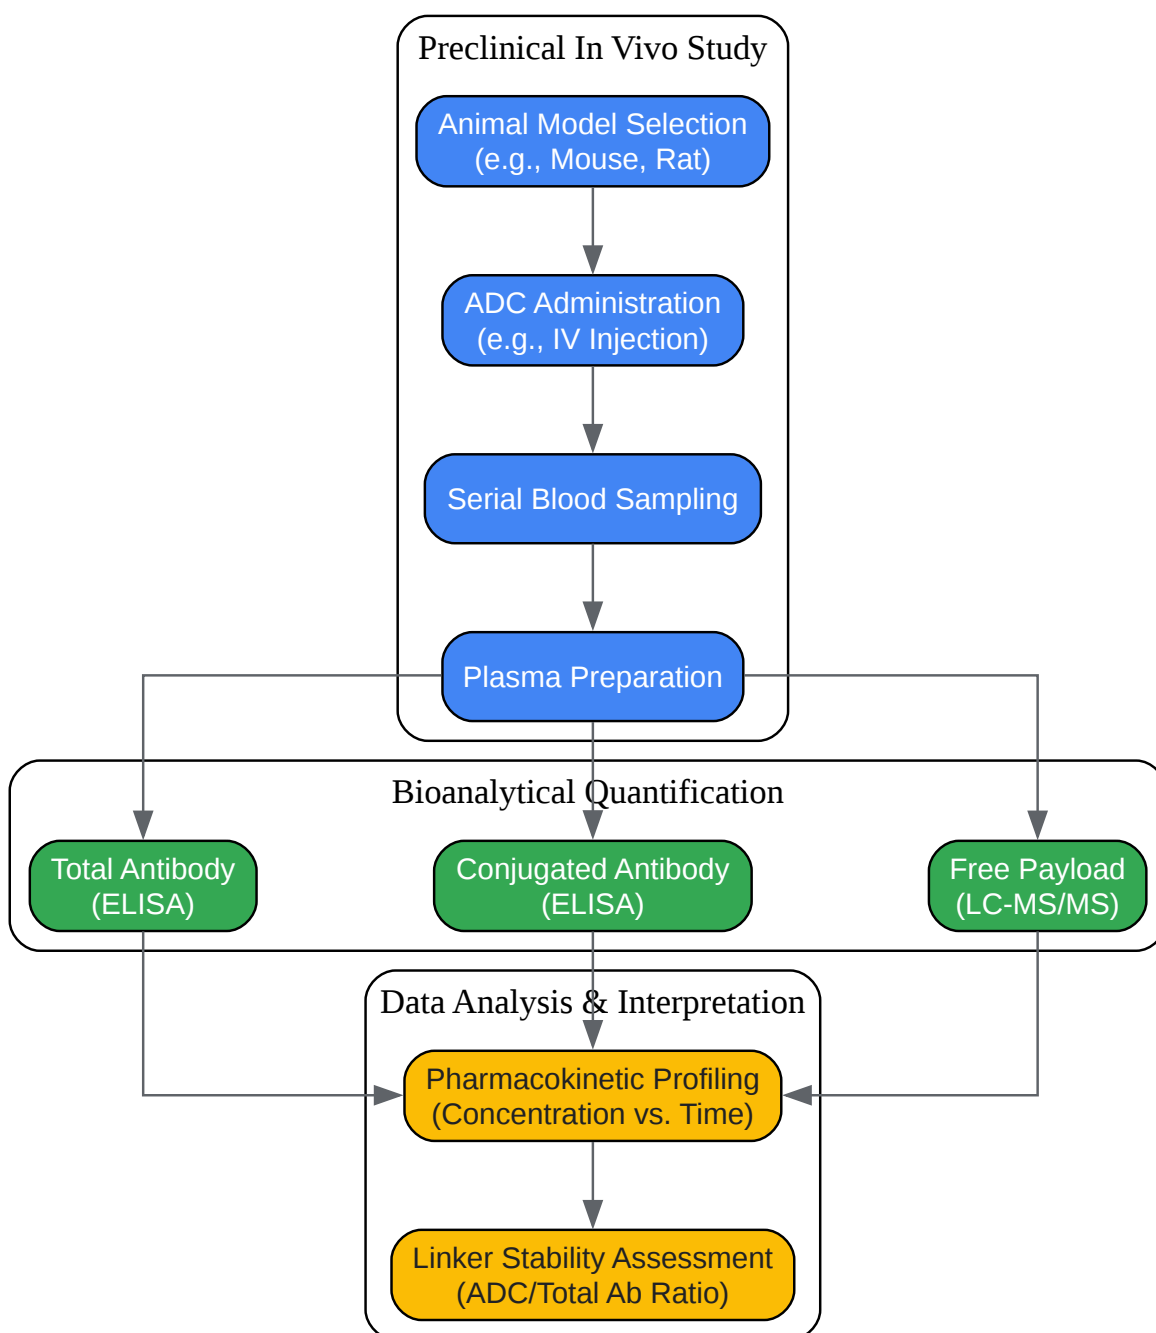 Preclinical In Vivo Study
Animal Model Selection
(e.g., Mouse, Rat)
ADC Administration
(e.g., IV Injection)
Serial Blood Sampling
Plasma Preparation
Bioanalytical Quantification
Total Antibody
(ELISA)
Conjugated Antibody
(ELISA)
Free Payload
(LC-MS/MS)
Data Analysis & Interpretation
Pharmacokinetic Profiling
(Concentration vs. Time)
Linker Stability Assessment
(ADC/Total Ab Ratio)